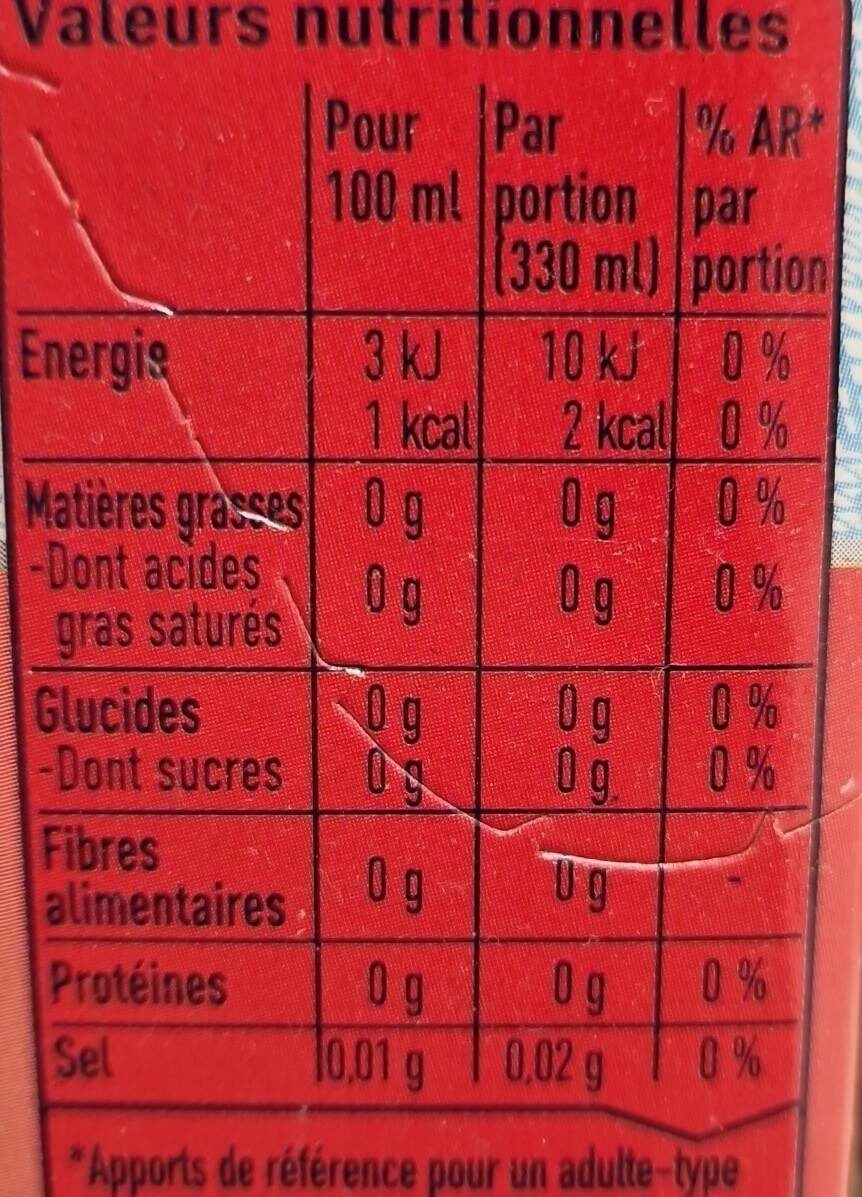 Valeurs nutritionnelles
Pour 100 ml | Par portion (330 ml) | % AR* par portion
Energie | 3 kJ | 10 kJ | 0 %
1 kcal | 2 kcal | 0 %
Matières grasses | 0 g | 0 g | 0 %
-Dont acides gras saturés | 0 g | 0 g | 0 %
Glucides | 0 g | 0 g | 0 %
-Dont sucres | 0 g | 0 g | 0 %
Fibres alimentaires | 0 g | 0 g | -
Protéines | 0 g | 0 g | 0 %
Sel | 0,01 g | 0,02 g | 0 %
*Apports de référence pour un adulte-type